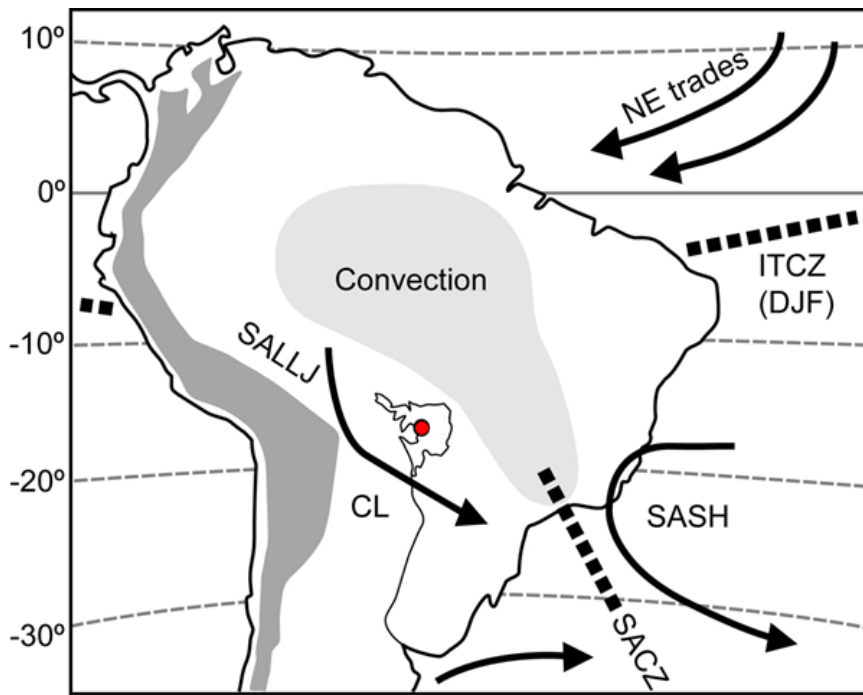 10º
NE trades
0º
ITCZ
(DJF)
Convection
-10º
SALLJ
-20º
CL
SASH
-30º
SACZ